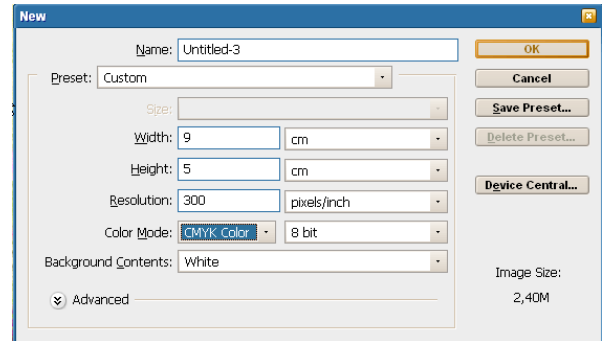 New
Name: Untitled-3
OK
Preset: Custom
Cancel
Size:
Save Preset...
Width: 9 cm
Delete Preset...
Height: 5 cm
Device Central...
Resolution: 300 pixels/inch
Color Mode: CMYK Color 8 bit
Background Contents: White
Image Size:
Advanced
2,40M